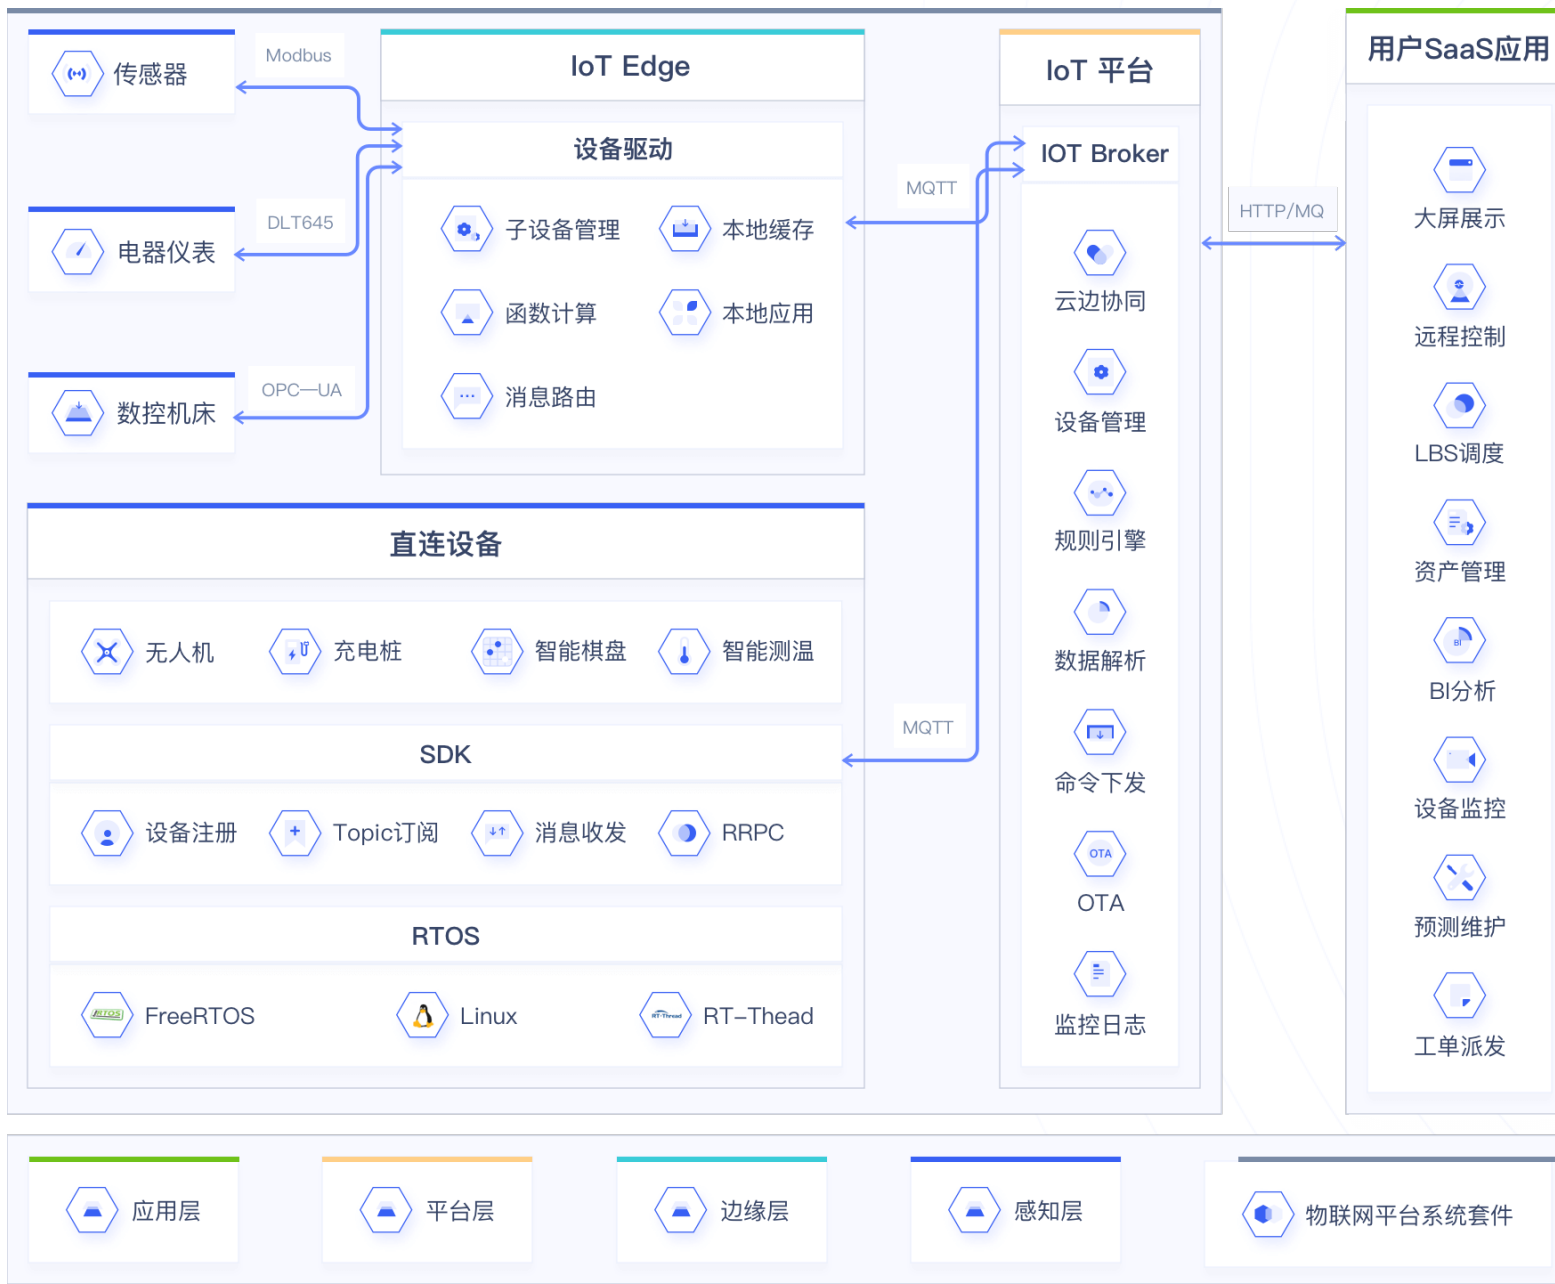 传感器
Modbus
电器仪表
DLT645
数控机床
OPC—UA
IoT Edge
设备驱动
子设备管理
本地缓存
函数计算
本地应用
消息路由
MQTT
直连设备
无人机
充电桩
智能棋盘
智能测温
SDK
设备注册
Topic订阅
消息收发
RRPC
MQTT
RTOS
RTOS
FreeRTOS
Linux
RT-Thread
RT-Thead
IoT 平台
IOT Broker
云边协同
设备管理
规则引擎
数据解析
命令下发
OTA
OTA
监控日志
HTTP/MQ
用户SaaS应用
大屏展示
远程控制
LBS调度
资产管理
BI
BI分析
设备监控
预测维护
工单派发
应用层
平台层
边缘层
感知层
物联网平台系统套件